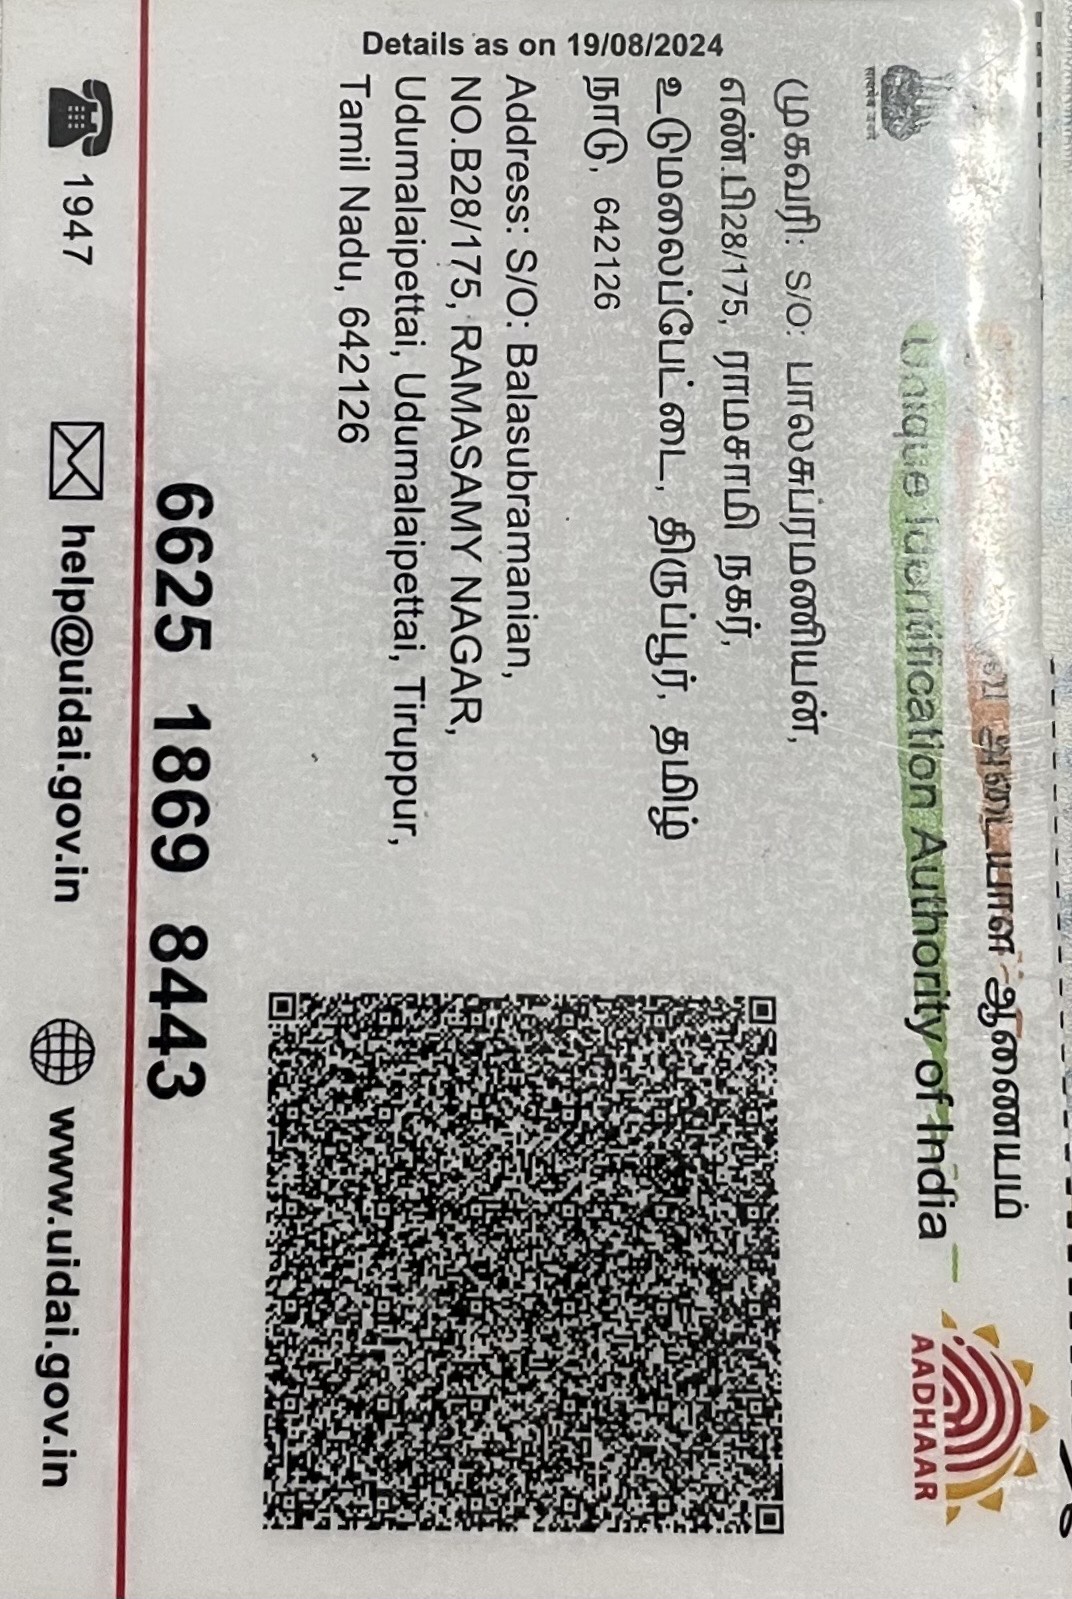 அடையாள ஆணையம்
Unique Identification Authority of India
AADHAAR
Details as on 19/08/2024
முகவரி: S/O: பாலசுப்ரமணியன்,
எண்.பி28/175, ராமசாமி நகர்,
உடுமலைப்பேட்டை, திருப்பூர், தமிழ்
நாடு, 642126
Address: S/O: Balasubramanian,
NO.B28/175, RAMASAMY NAGAR,
Udumalaipettai, Udumalaipettai, Tiruppur,
Tamil Nadu, 642126
6625 1869 8443
1947
help@uidai.gov.in
www.uidai.gov.in